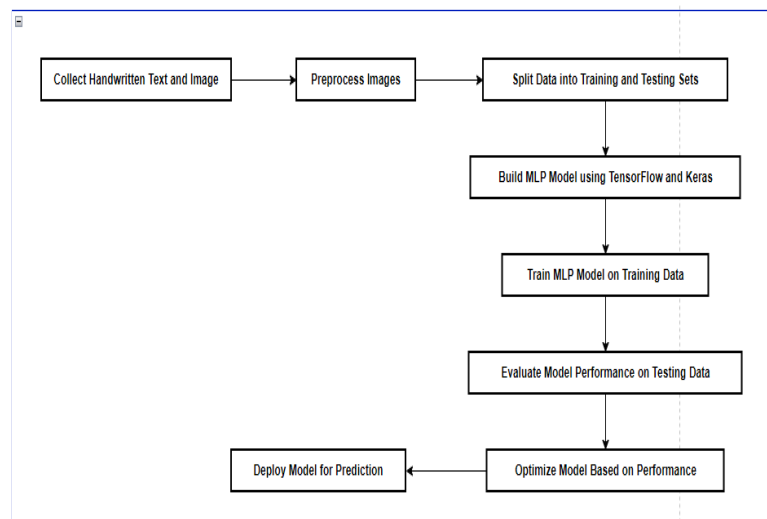 Collect Handwritten Text and Image
Preprocess Images
Split Data into Training and Testing Sets
Build MLP Model using TensorFlow and Keras
Train MLP Model on Training Data
Evaluate Model Performance on Testing Data
Optimize Model Based on Performance
Deploy Model for Prediction